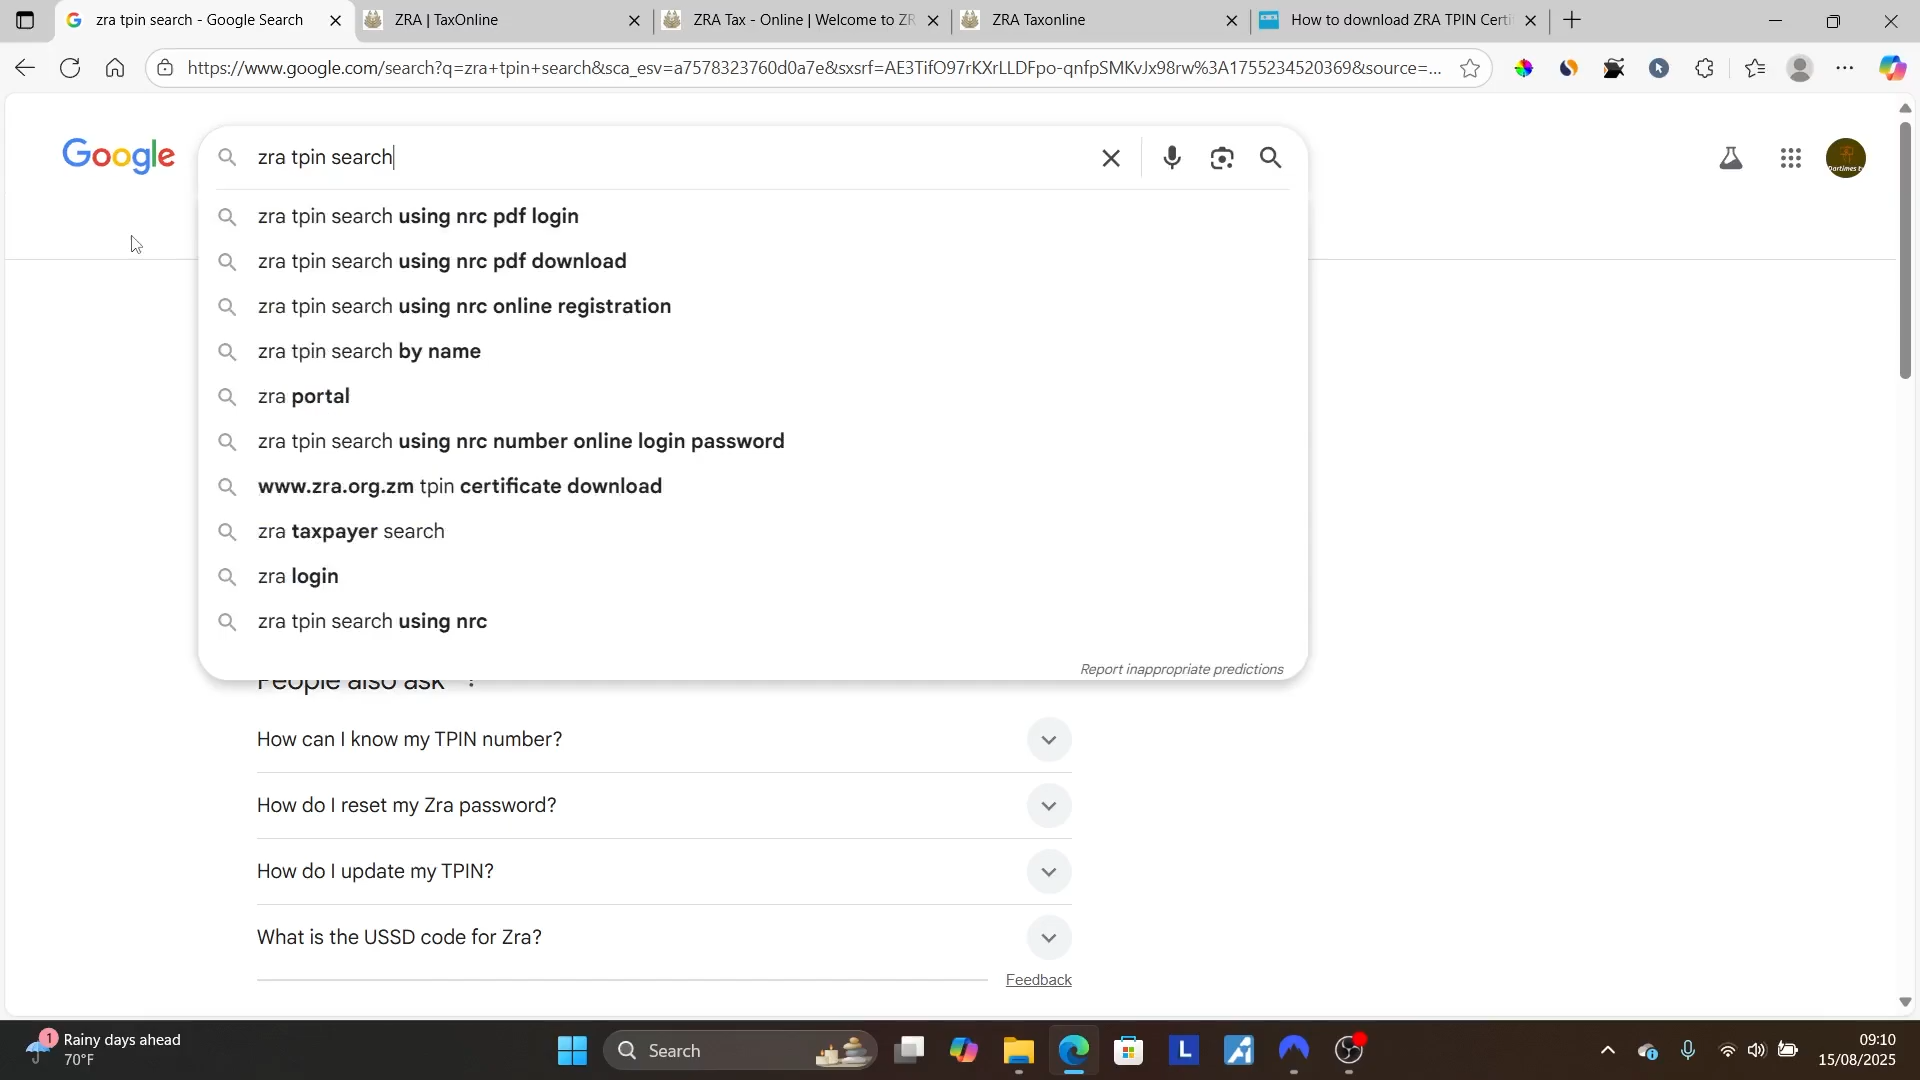 zra tpin search - Google Search
ZRA | TaxOnline
ZRA Tax - Online | Welcome to ZR
ZRA Taxonline
How to download ZRA TPIN Certi
https://www.google.com/search?q=zra+tpin+search&sca_esv=a7578323760d0a7e&sxsrf=AE3TifO97rKXrLLDFpo-qnfpSMKvJx98rw%3A1755234520369&source=...
Google
zra tpin search
zra tpin search using nrc pdf login
zra tpin search using nrc pdf download
zra tpin search using nrc online registration
zra tpin search by name
zra portal
zra tpin search using nrc number online login password
www.zra.org.zm tpin certificate download
zra taxpayer search
zra login
zra tpin search using nrc
Report inappropriate predictions
People also ask
How can I know my TPIN number?
How do I reset my Zra password?
How do I update my TPIN?
What is the USSD code for Zra?
Feedback
1
Rainy days ahead
70°F
Search
L
09:10
15/08/2025